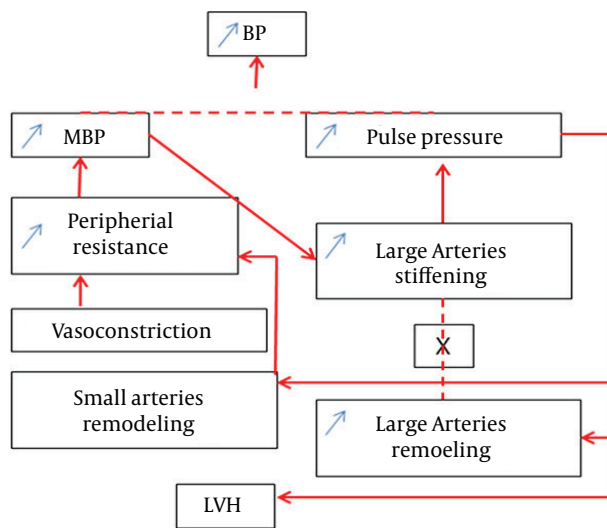 BP
MBP
Pulse pressure
Peripherial
resistance
Large Arteries
stiffening
Vasoconstriction
X
Small arteries
remodeling
Large Arteries
remoeling
LVH